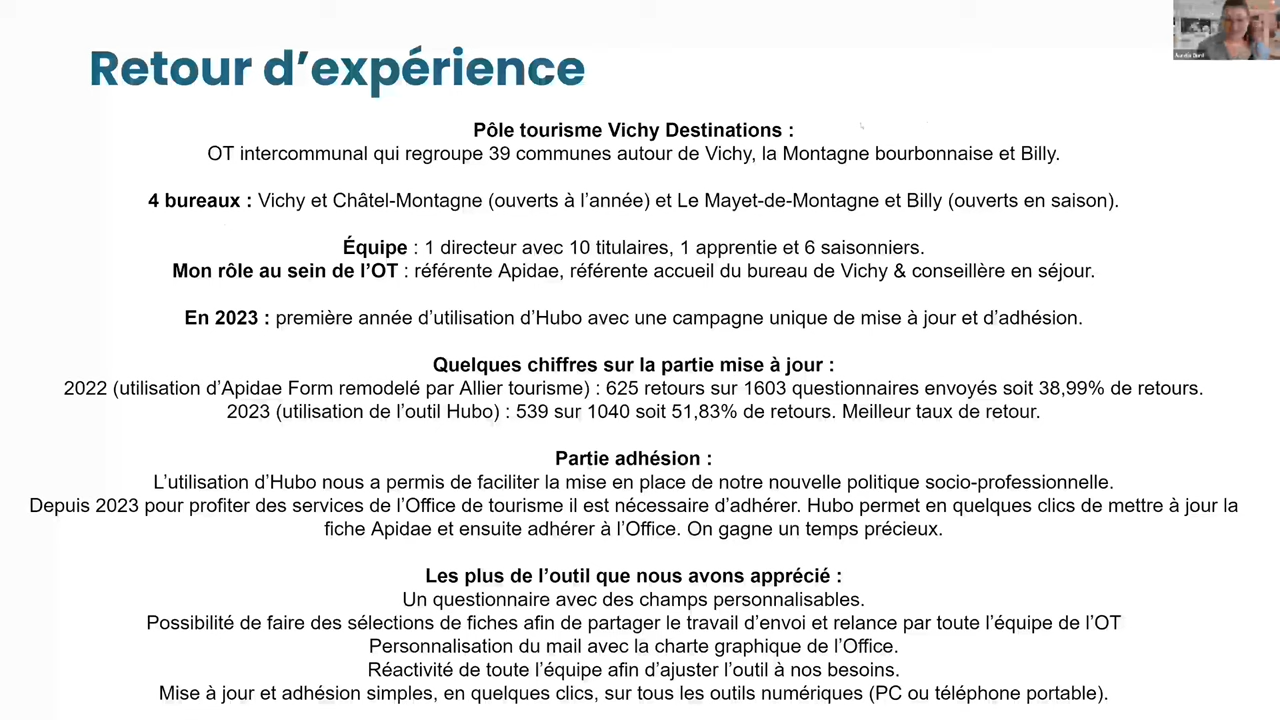 Retour d’expérience
Pôle tourisme Vichy Destinations :
OT intercommunal qui regroupe 39 communes autour de Vichy, la Montagne bourbonnaise et Billy.
4 bureaux : Vichy et Châtel-Montagne (ouverts à l’année) et Le Mayet-de-Montagne et Billy (ouverts en saison).
Équipe : 1 directeur avec 10 titulaires, 1 apprentie et 6 saisonniers.
Mon rôle au sein de l’OT : référente Apidae, référente accueil du bureau de Vichy & conseillère en séjour.
En 2023 : première année d’utilisation d’Hubo avec une campagne unique de mise à jour et d’adhésion.
Quelques chiffres sur la partie mise à jour :
2022 (utilisation d’Apidae Form remodelé par Allier tourisme) : 625 retours sur 1603 questionnaires envoyés soit 38,99% de retours.
2023 (utilisation de l’outil Hubo) : 539 sur 1040 soit 51,83% de retours. Meilleur taux de retour.
Partie adhésion :
L’utilisation d’Hubo nous a permis de faciliter la mise en place de notre nouvelle politique socio-professionnelle.
Depuis 2023 pour profiter des services de l’Office de tourisme il est nécessaire d’adhérer. Hubo permet en quelques clics de mettre à jour la
fiche Apidae et ensuite adhérer à l’Office. On gagne un temps précieux.
Les plus de l’outil que nous avons apprécié :
Un questionnaire avec des champs personnalisables.
Possibilité de faire des sélections de fiches afin de partager le travail d’envoi et relance par toute l’équipe de l’OT
Personnalisation du mail avec la charte graphique de l’Office.
Réactivité de toute l’équipe afin d’ajuster l’outil à nos besoins.
Mise à jour et adhésion simples, en quelques clics, sur tous les outils numériques (PC ou téléphone portable).